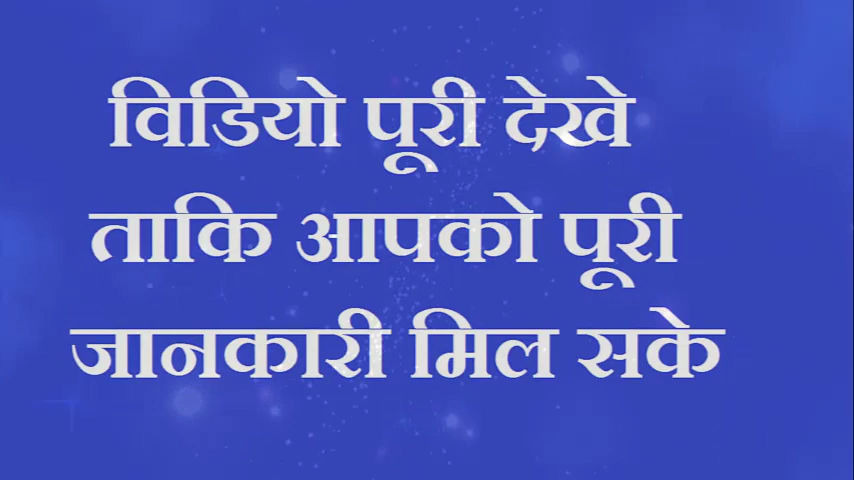 विडियो पूरी देखे
ताकि आपको पूरी
जानकारी मिल सके